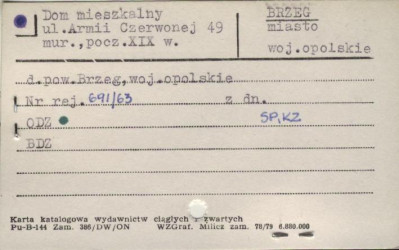 Dom mieszkalny
ul.Armii Czerwonej 49
mur.,pocz.XIX w.
BRZEG
miasto
woj.opolskie
d.pow.Brzeg,woj.opolskie
Nr rej. 691/63 z dn.
ODZ SP,KZ
BDZ
Karta katalogowa wydawnictw ciągłych i zwartych
Pu-B-144 Zam. 386/DW/ON WZGraf. Milicz zam. 78/79 6.880.000